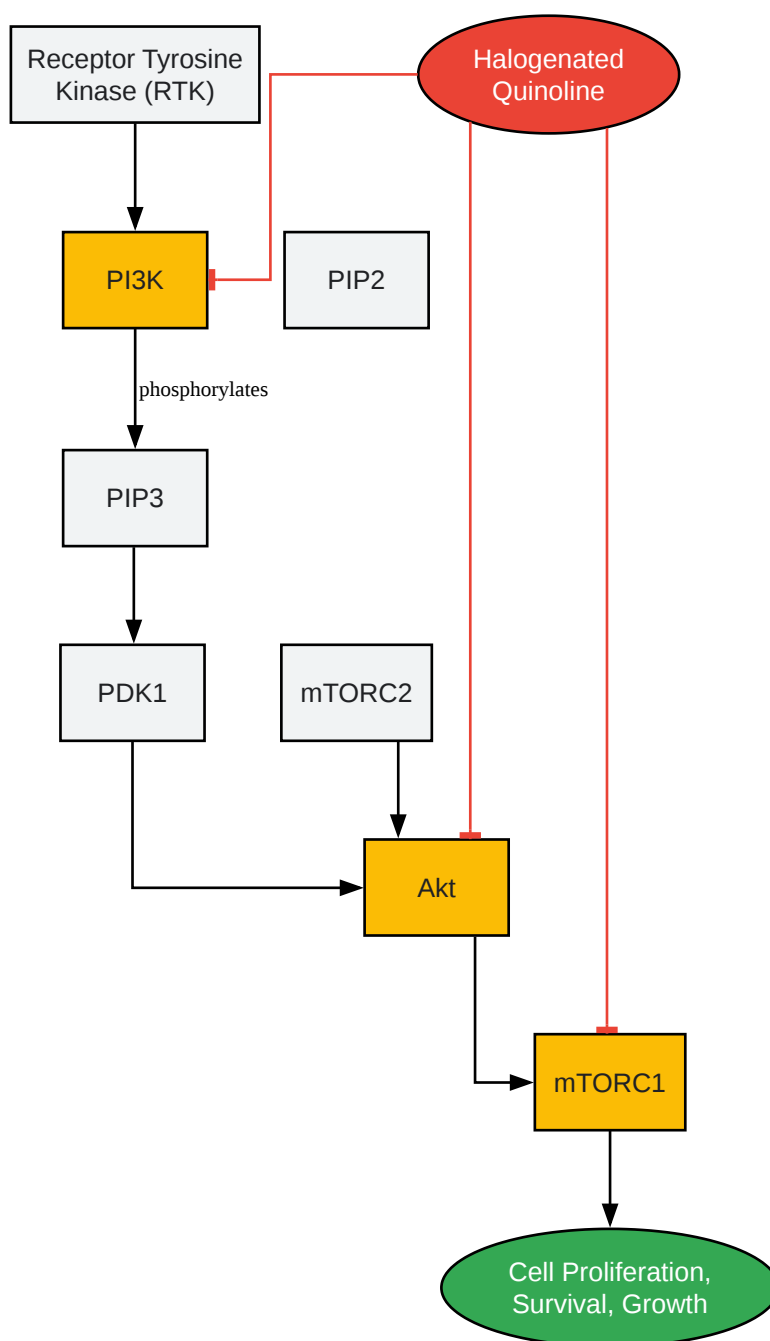 Receptor Tyrosine
Kinase (RTK)
Halogenated
Quinoline
PI3K
PIP2
phosphorylates
PIP3
PDK1
mTORC2
Akt
mTORC1
Cell Proliferation,
Survival, Growth